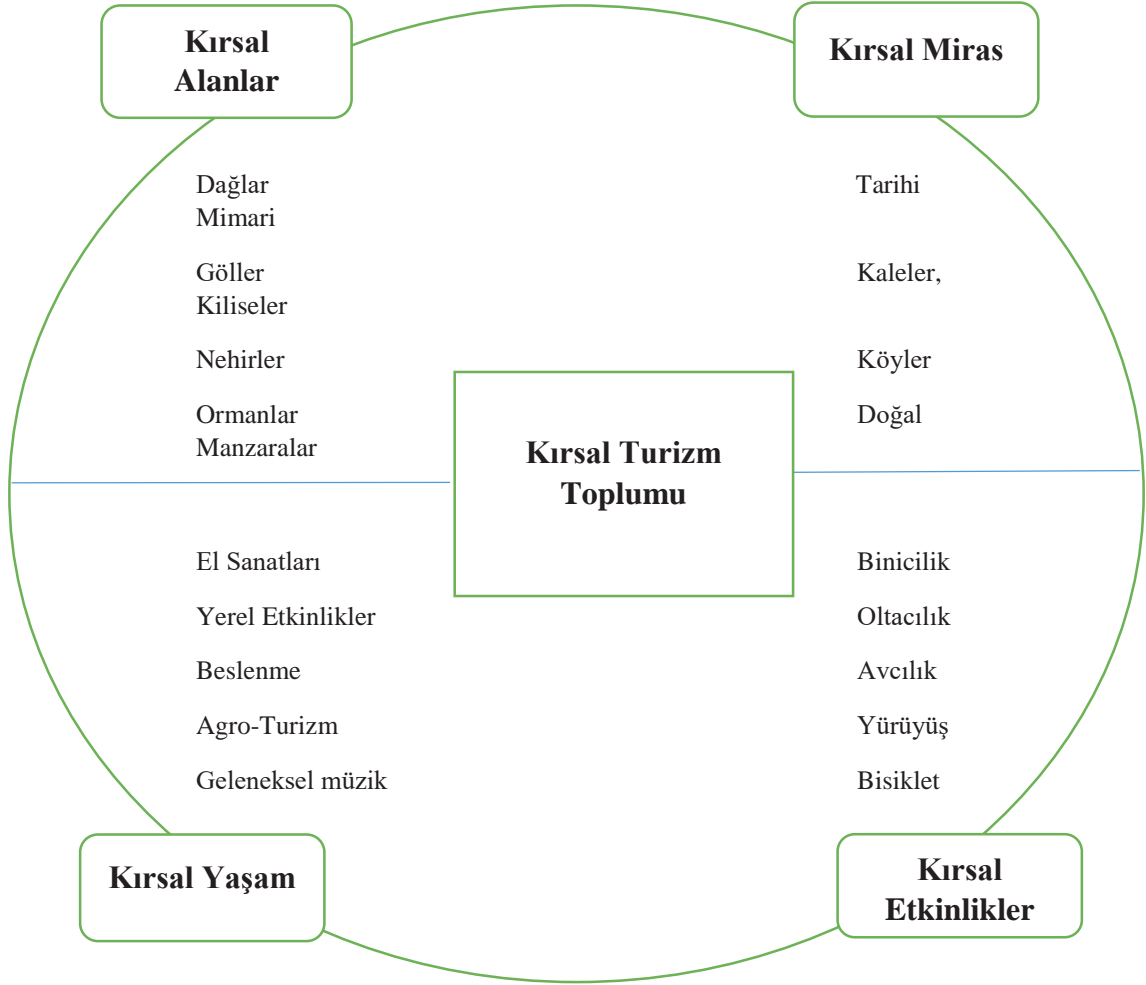 Kırsal
Alanlar
Kırsal Miras
Dağlar
Mimari
Tarihi
Göller
Kiliseler
Kaleler,
Nehirler
Köyler
Ormanlar
Manzaralar
Doğal
Kırsal Turizm
Toplumu
El Sanatları
Binicilik
Yerel Etkinlikler
Oltacılık
Beslenme
Avcılık
Agro-Turizm
Yürüyüş
Geleneksel müzik
Bisiklet
Kırsal Yaşam
Kırsal
Etkinlikler